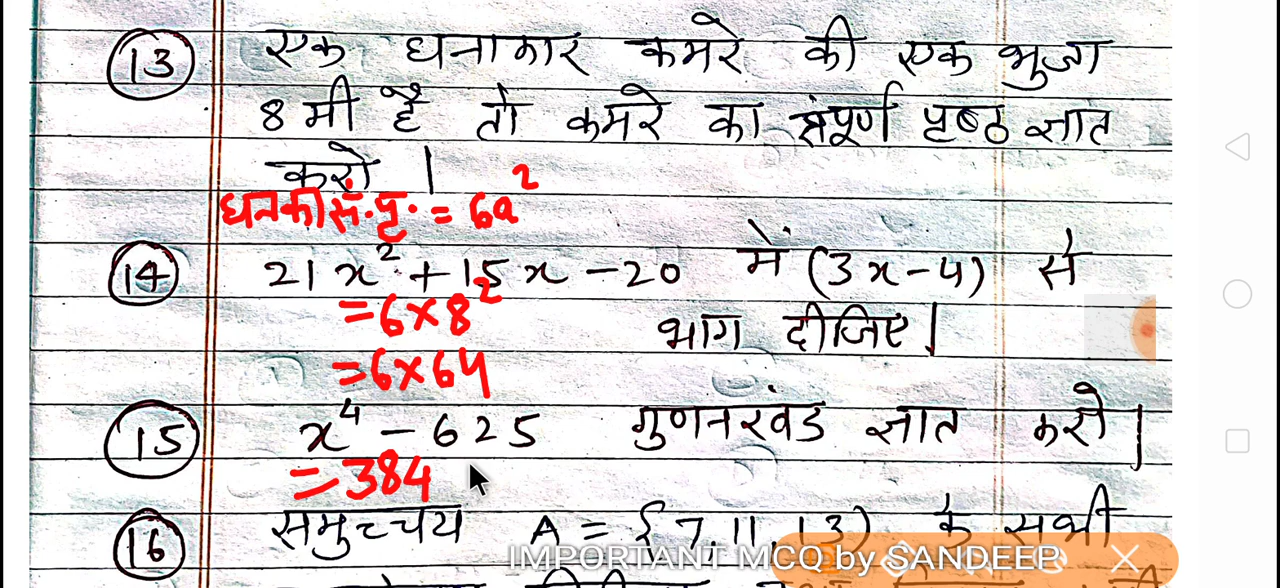 13 एक घनाकार कमरे की एक भुजा
8 मी है तो कमरे का संपूर्ण पृष्ठ ज्ञात
करो |
घनकी सं.पृ. = 6a²
14 21x² + 15x - 20 में (3x-4) से
= 6×8² भाग दीजिए |
= 6×64
15 x⁴ - 625 गुणनखंड ज्ञात करो |
= 384
16 समुच्चय A = {7,11,13) के सभी
IMPORTANT MCQ by SANDEEP